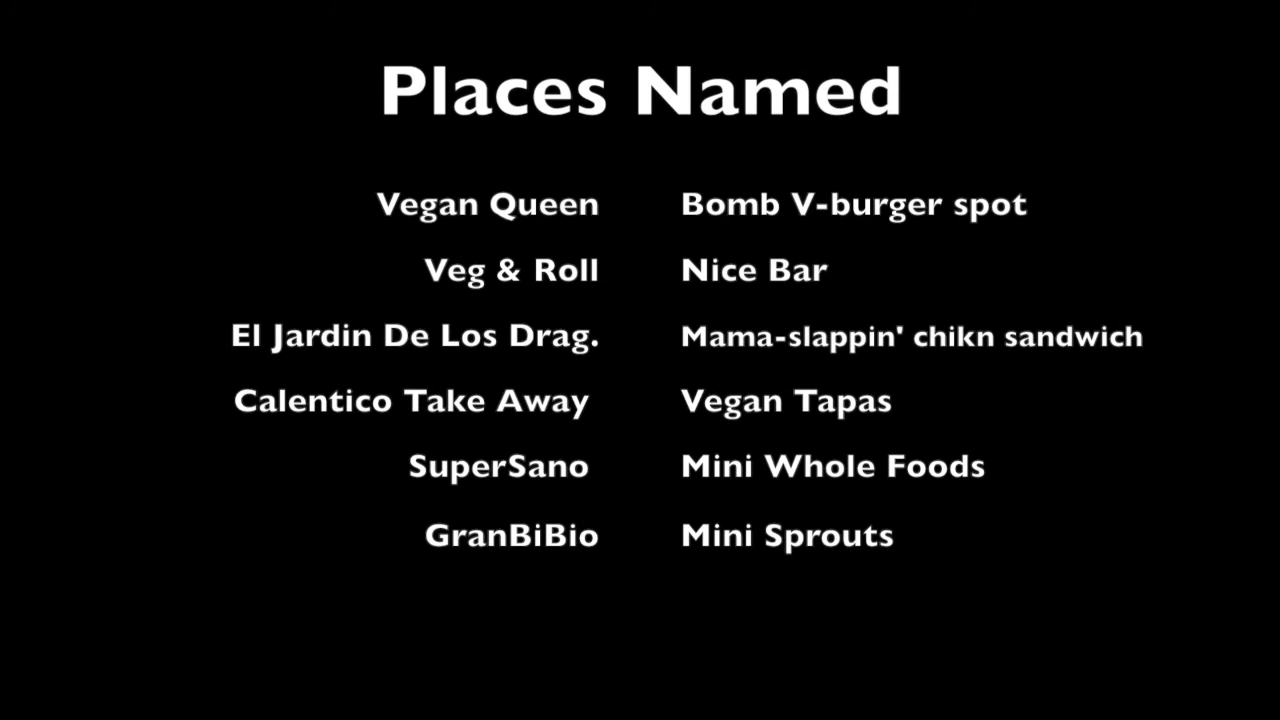 Places Named
Vegan Queen Bomb V-burger spot
Veg & Roll Nice Bar
El Jardin De Los Drag. Mama-slappin' chikn sandwich
Calentico Take Away Vegan Tapas
SuperSano Mini Whole Foods
GranBiBio Mini Sprouts